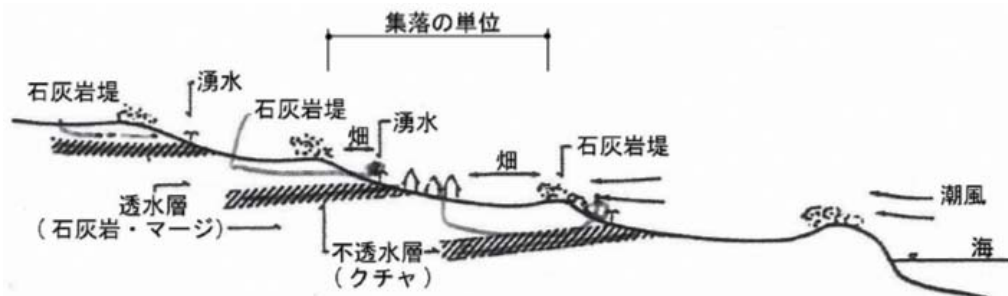 集落の単位
石灰岩堤
湧水
石灰岩堤
畑
湧水
畑
石灰岩堤
潮風
透水層
(石灰岩・マージ)
不透水層
(クチャ)
海